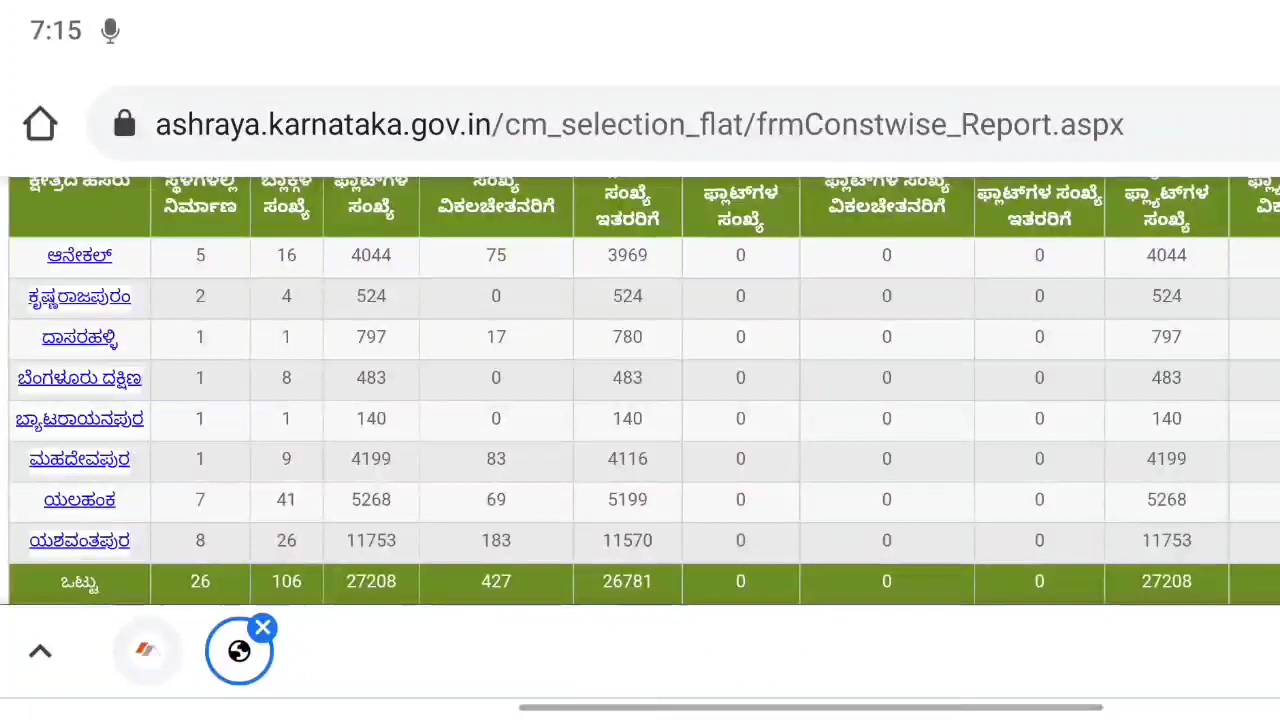 7:15
ashraya.karnataka.gov.in/cm_selection_flat/frmConstwise_Report.aspx
ಕ್ಷೇತ್ರದ ಹೆಸರು ಸ್ಥಳಗಳಲ್ಲಿ ನಿರ್ಮಾಣ ಬ್ಲಾಕ್ಗಳ ಸಂಖ್ಯೆ ಫ್ಲಾಟ್‌ಗಳ ಸಂಖ್ಯೆ ಸಂಖ್ಯೆ ವಿಕಲಚೇತನರಿಗೆ ಸಂಖ್ಯೆ ಇತರರಿಗೆ ಫ್ಲಾಟ್‌ಗಳ ಸಂಖ್ಯೆ ಫ್ಲಾಟ್‌ಗಳ ಸಂಖ್ಯೆ ವಿಕಲಚೇತನರಿಗೆ ಫ್ಲಾಟ್‌ಗಳ ಸಂಖ್ಯೆ ಇತರರಿಗೆ ಫ್ಲ್ಯಾಟ್‌ಗಳ ಸಂಖ್ಯೆ
ಆನೇಕಲ್ 5 16 4044 75 3969 0 0 0 4044
ಕೃಷ್ಣರಾಜಪುರಂ 2 4 524 0 524 0 0 0 524
ದಾಸರಹಳ್ಳಿ 1 1 797 17 780 0 0 0 797
ಬೆಂಗಳೂರು ದಕ್ಷಿಣ 1 8 483 0 483 0 0 0 483
ಬ್ಯಾಟರಾಯನಪುರ 1 1 140 0 140 0 0 0 140
ಮಹದೇವಪುರ 1 9 4199 83 4116 0 0 0 4199
ಯಲಹಂಕ 7 41 5268 69 5199 0 0 0 5268
ಯಶವಂತಪುರ 8 26 11753 183 11570 0 0 0 11753
ಒಟ್ಟು 26 106 27208 427 26781 0 0 0 27208